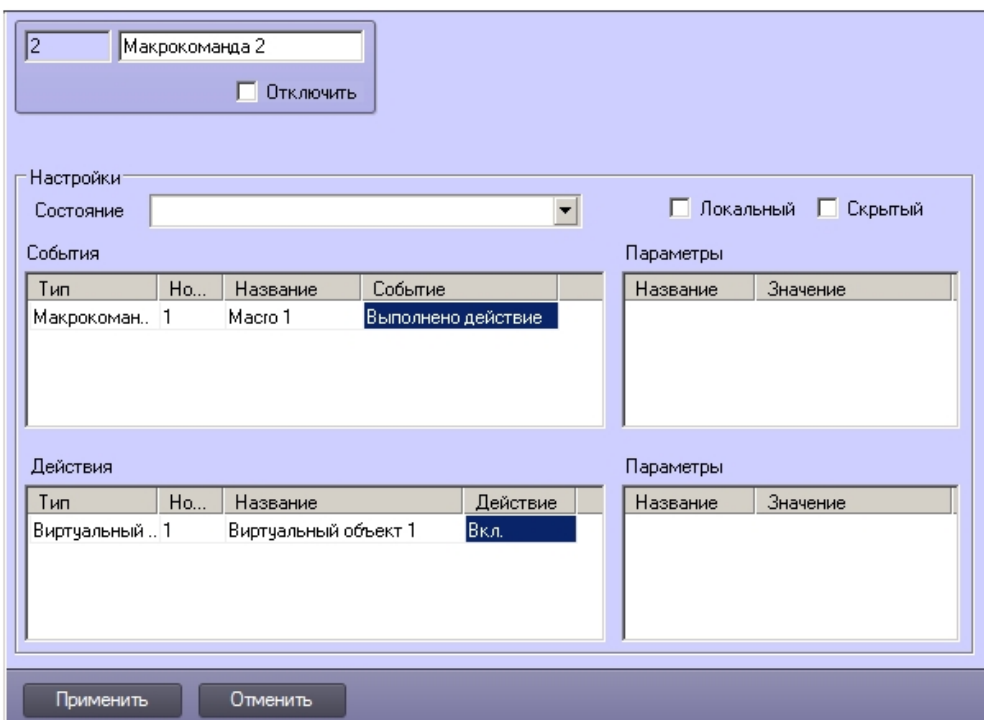 2 Макрокоманда 2
Отключить
Настройки
Состояние Локальный Скрытый
События Параметры
Тип Но... Название Событие Название Значение
Макрокоман.. 1 Macro 1 Выполнено действие
Действия Параметры
Тип Но... Название Действие Название Значение
Виртуальный .. 1 Виртуальный объект 1 Вкл.
Применить Отменить